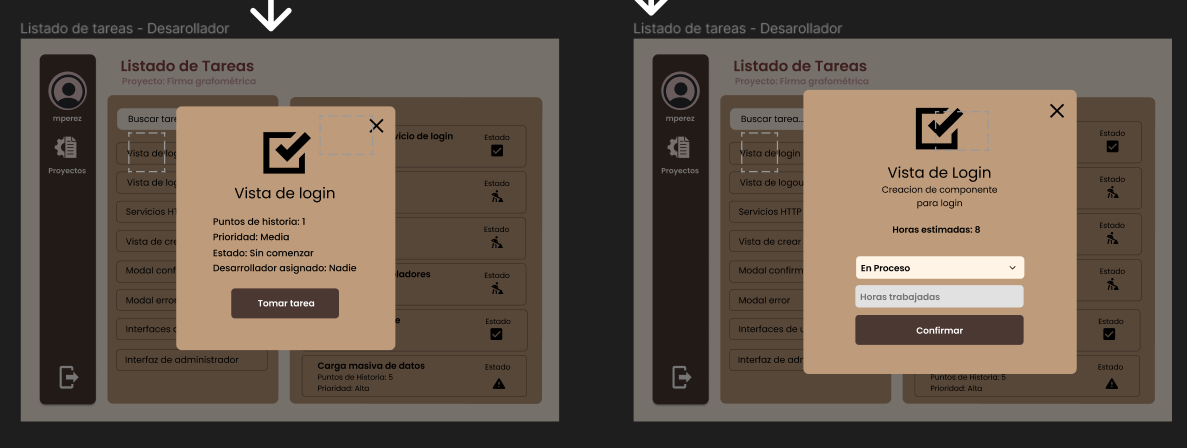 Listado de tareas - Desarollador
Listado de Tareas
Proyecto: Firma grafométrica
mperez
Proyectos
Buscar tare
Vista de log
Vista de log
Servicios HT
Vista de cre
Modal conf
Modal error
Interfaces d
Interfaz de administrador
vicio de login
Estado
Estado
Estado
oladores
Estado
e
Estado
Carga masiva de datos
Estado
Puntos de Historia: 5
Prioridad: Alta
Vista de login
Puntos de historia: 1
Prioridad: Media
Estado: Sin comenzar
Desarrollador asignado: Nadie
Tomar tarea
Listado de tareas - Desarollador
Listado de Tareas
Proyecto: Firma grafométrica
mperez
Proyectos
Buscar tarea...
Vista de login
Vista de logou
Servicios HTTP
Vista de crear
Modal confirm
Modal error
Interfaces de u
Interfaz de adr
Estado
Estado
Estado
Estado
Estado
Estado
Puntos de Historia: 5
Prioridad: Alta
Vista de Login
Creacion de componente
para login
Horas estimadas: 8
En Proceso
Horas trabajadas
Confirmar